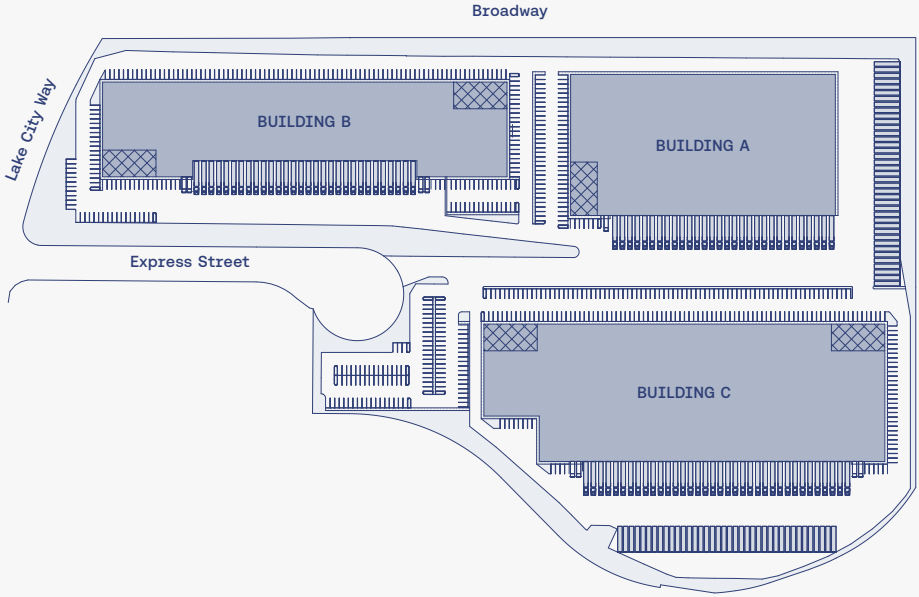 Broadway
Lake City Way
BUILDING B
BUILDING A
Express Street
BUILDING C